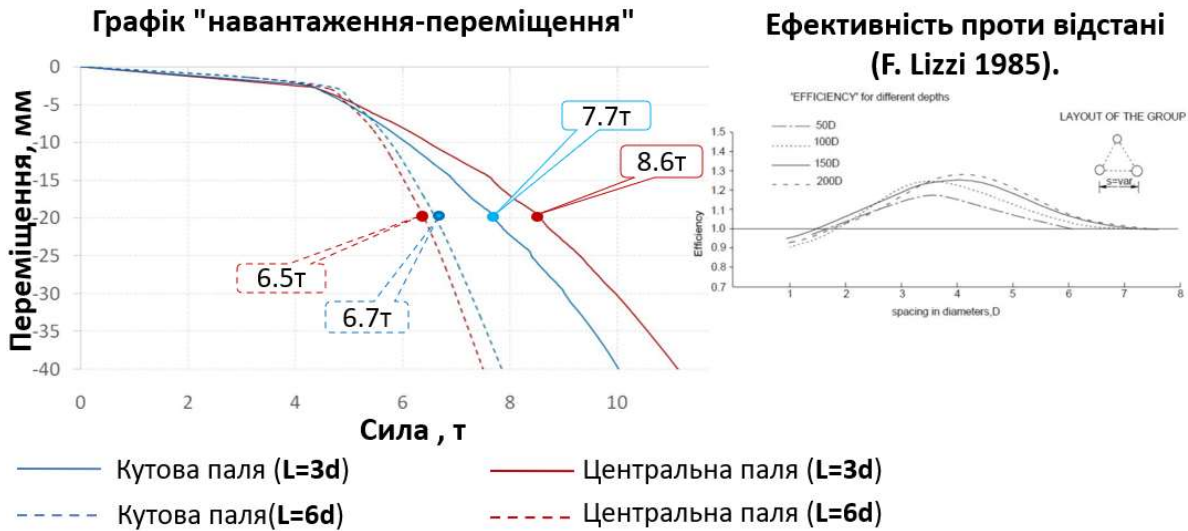 Графік "навантаження-переміщення"
0
-5
-10
-15
-20
-25
-30
-35
-40
Переміщення, мм
7.7т
8.6т
6.5т
6.7т
0
2
4
6
8
10
Сила , т
Кутова паля (L=3d)
Центральна паля (L=3d)
Кутова паля(L=6d)
Центральна паля (L=6d)
Ефективність проти відстані
(F. Lizzi 1985).
'EFFICIENCY' for different depths
LAYOUT OF THE GROUP
50D
100D
150D
200D
s=var
1.5
1.4
1.3
1.2
1.1
1.0
0.9
0.8
0.7
Efficiency
1
2
3
4
5
6
7
8
spacing in diameters,D